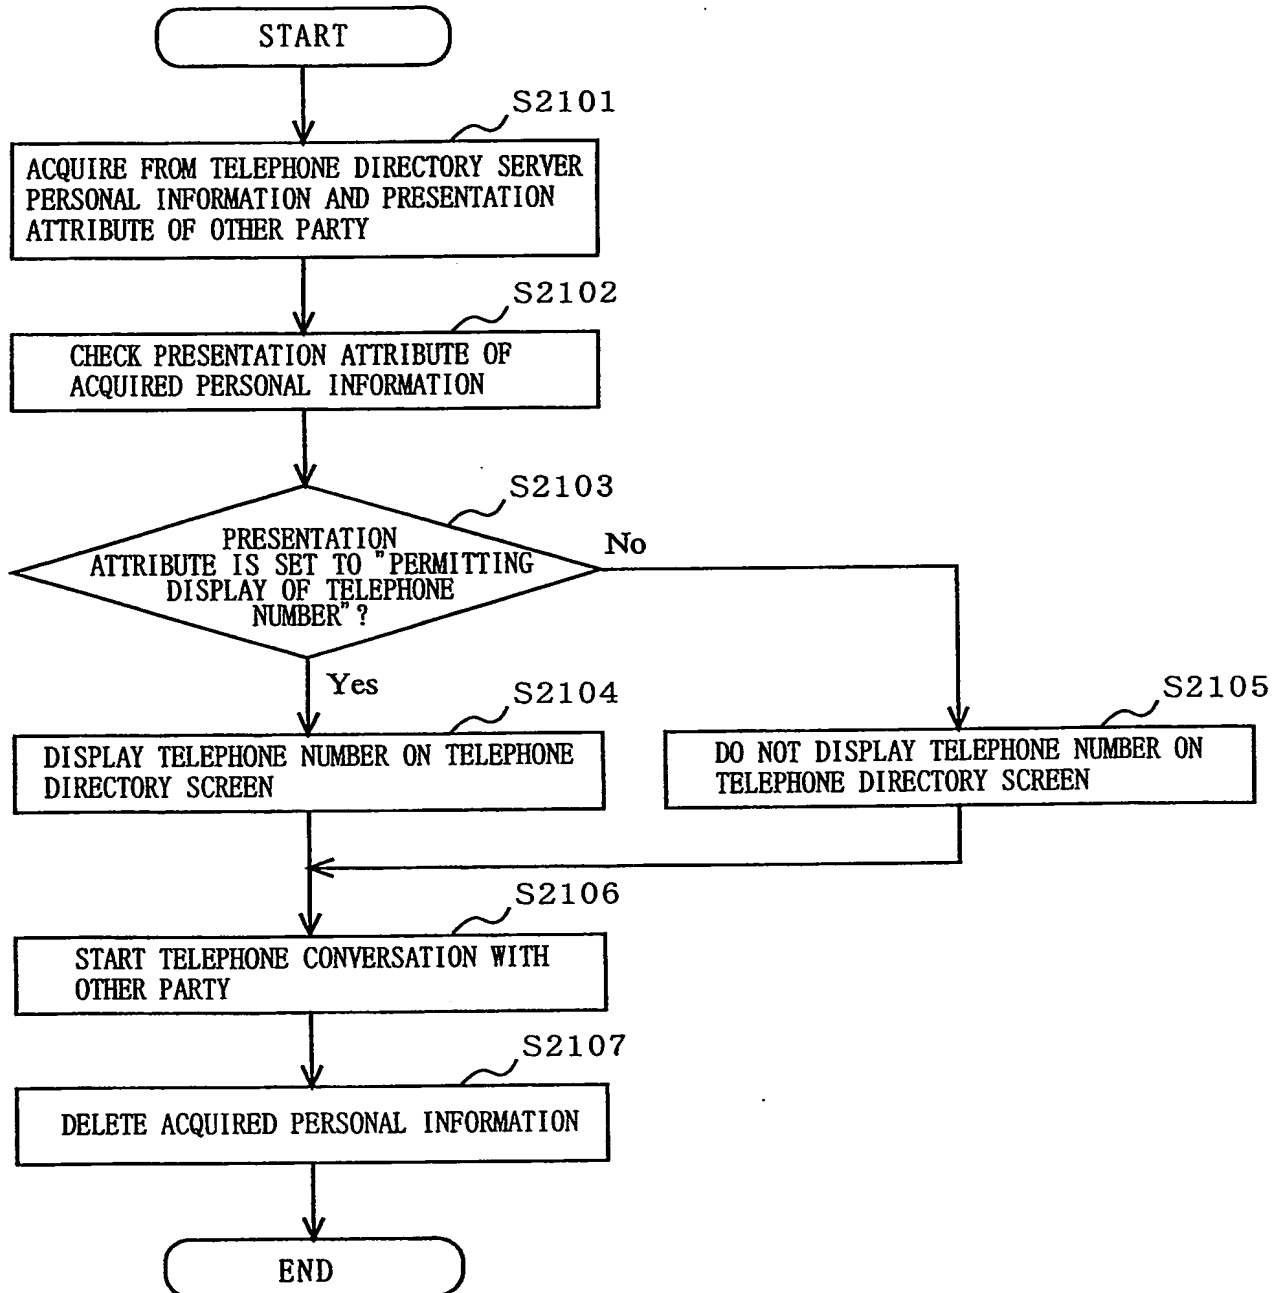 START
S2101
ACQUIRE FROM TELEPHONE DIRECTORY SERVER
PERSONAL INFORMATION AND PRESENTATION
ATTRIBUTE OF OTHER PARTY
S2102
CHECK PRESENTATION ATTRIBUTE OF
ACQUIRED PERSONAL INFORMATION
S2103
PRESENTATION
ATTRIBUTE IS SET TO "PERMITTING
DISPLAY OF TELEPHONE
NUMBER"?
No
Yes
S2104
DISPLAY TELEPHONE NUMBER ON TELEPHONE
DIRECTORY SCREEN
S2105
DO NOT DISPLAY TELEPHONE NUMBER ON
TELEPHONE DIRECTORY SCREEN
S2106
START TELEPHONE CONVERSATION WITH
OTHER PARTY
S2107
DELETE ACQUIRED PERSONAL INFORMATION
END